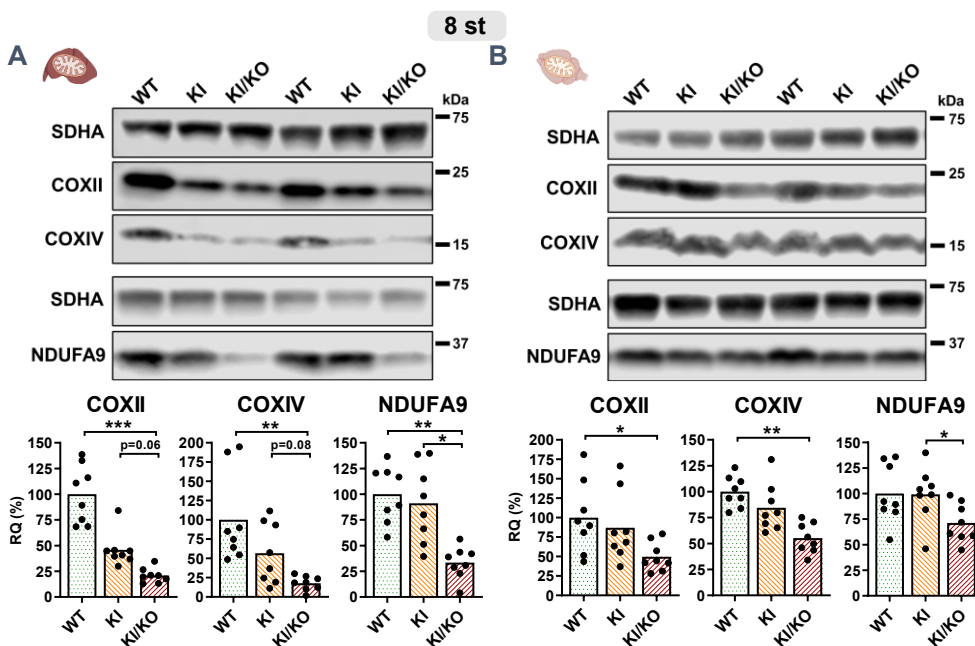 8 st
A
WT KI KI/KO WT KI KI/KO
kDa
SDHA
75
COXII
25
COXIV
15
SDHA
75
NDUFA9
37
COXII
COXIV
NDUFA9
***
p=0.06
**
p=0.08
**
*
RQ (%)
150
125
100
75
50
25
0
WT KI KI/KO
200
150
100
50
0
WT KI KI/KO
150
125
100
75
50
25
0
WT KI KI/KO
B
WT KI KI/KO WT KI KI/KO
kDa
SDHA
75
COXII
25
COXIV
15
SDHA
75
NDUFA9
37
COXII
COXIV
NDUFA9
*
**
*
RQ (%)
200
175
150
125
100
75
50
25
0
WT KI KI/KO
150
125
100
75
50
25
0
WT KI KI/KO
150
125
100
75
50
25
0
WT KI KI/KO